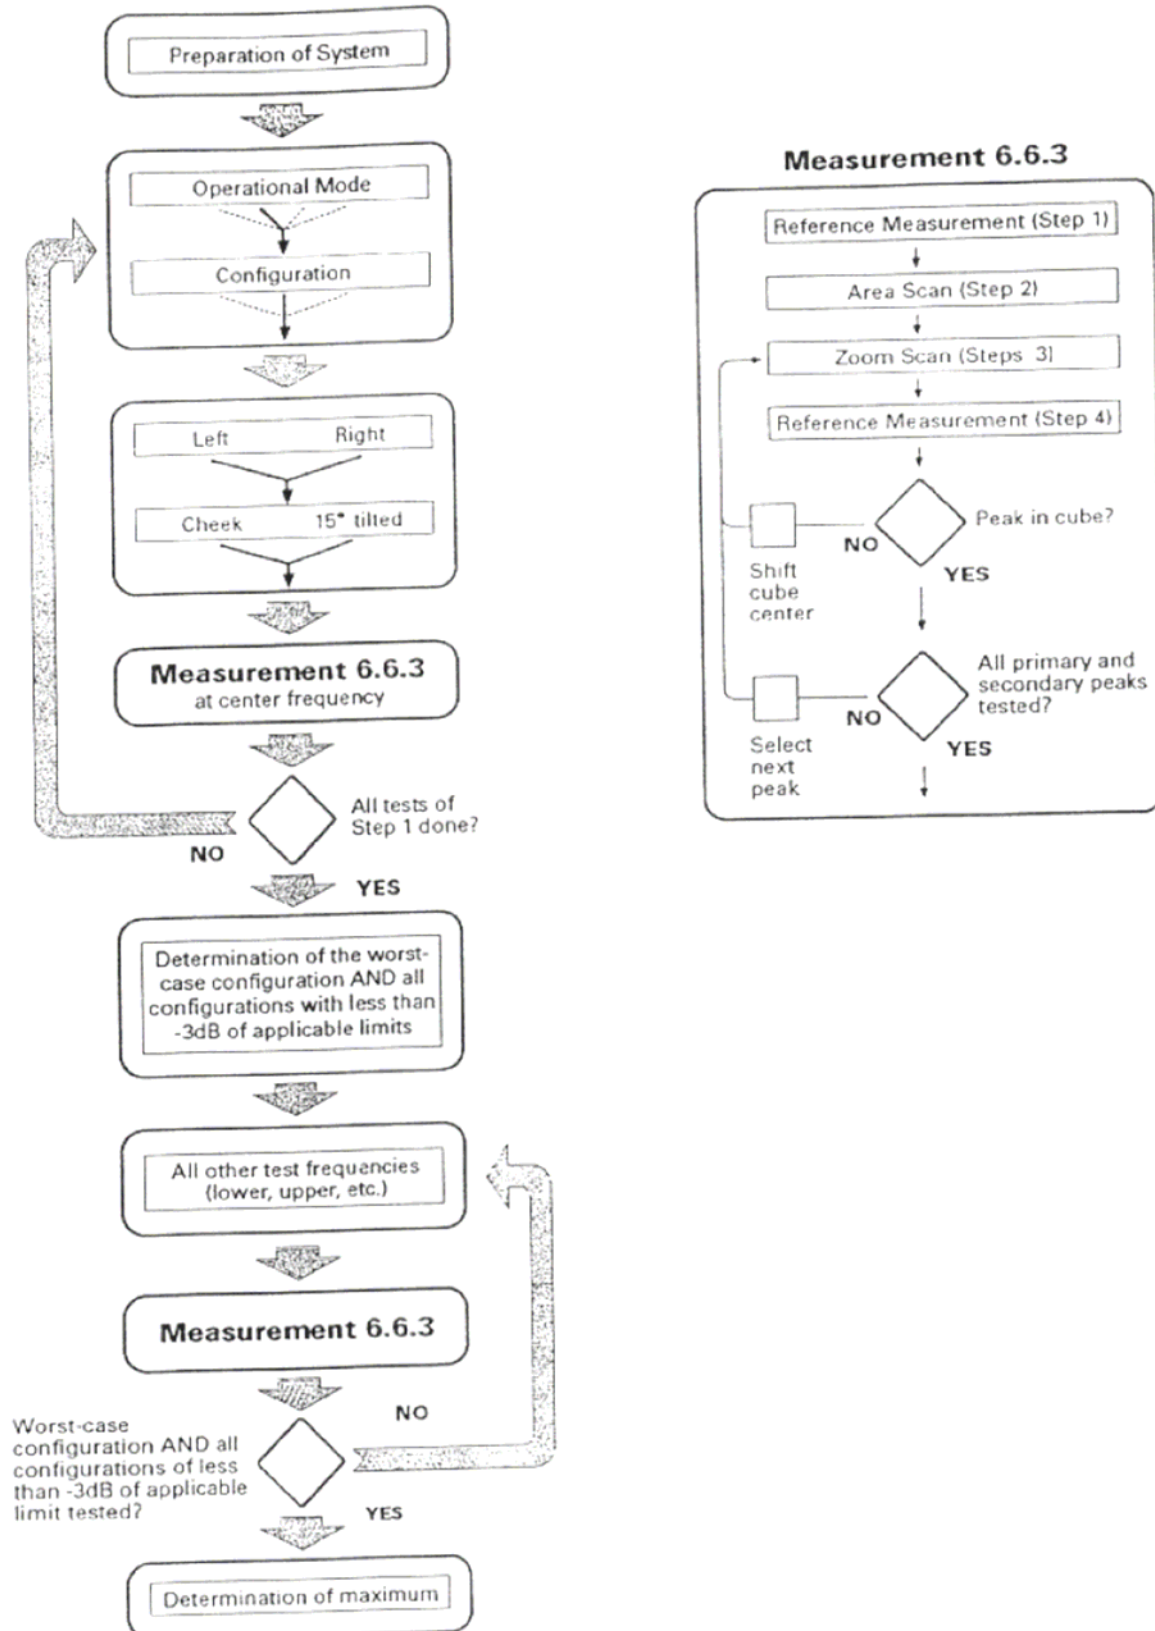 Preparation of System
Operational Mode
Configuration
Left Right
Cheek 15° tilted
Measurement 6.6.3
at center frequency
All tests of
Step 1 done?
NO
YES
Determination of the worst-
case configuration AND all
configurations with less than
-3dB of applicable limits
All other test frequencies
(lower, upper, etc.)
Measurement 6.6.3
NO
Worst-case
configuration AND all
configurations of less
than -3dB of applicable
limit tested?
YES
Determination of maximum
Measurement 6.6.3
Reference Measurement (Step 1)
Area Scan (Step 2)
Zoom Scan (Steps 3)
Reference Measurement (Step 4)
Peak in cube?
NO
YES
Shift
cube
center
All primary and
secondary peaks
tested?
NO
YES
Select
next
peak